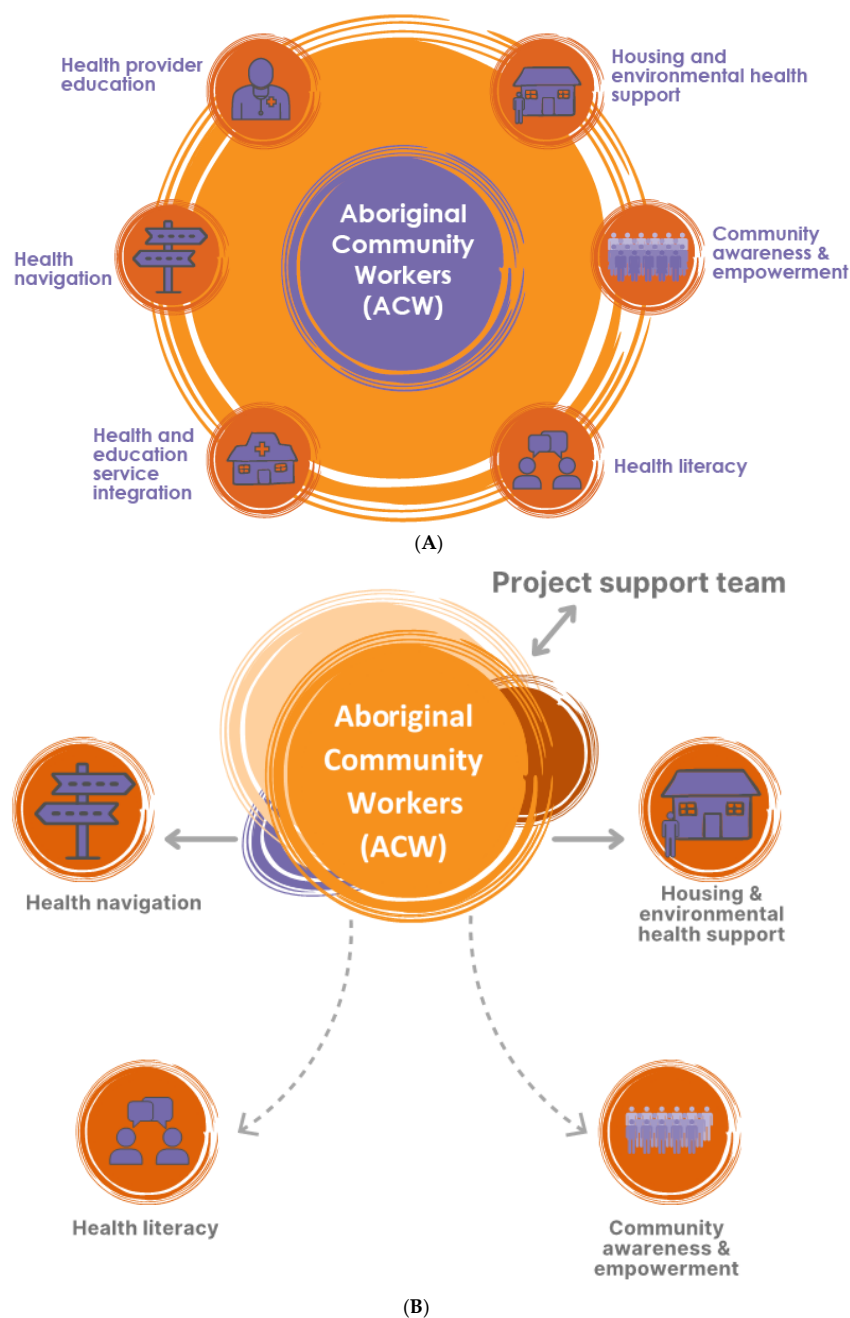 Health provider
education
Housing and
environmental health
support
Aboriginal
Community
Workers
(ACW)
Health
navigation
Community
awareness &
empowerment
Health and
education
service
integration
Health literacy
(A)
Project support team
Aboriginal
Community
Workers
(ACW)
Health navigation
Housing &
environmental
health support
Health literacy
Community
awareness &
empowerment
(B)